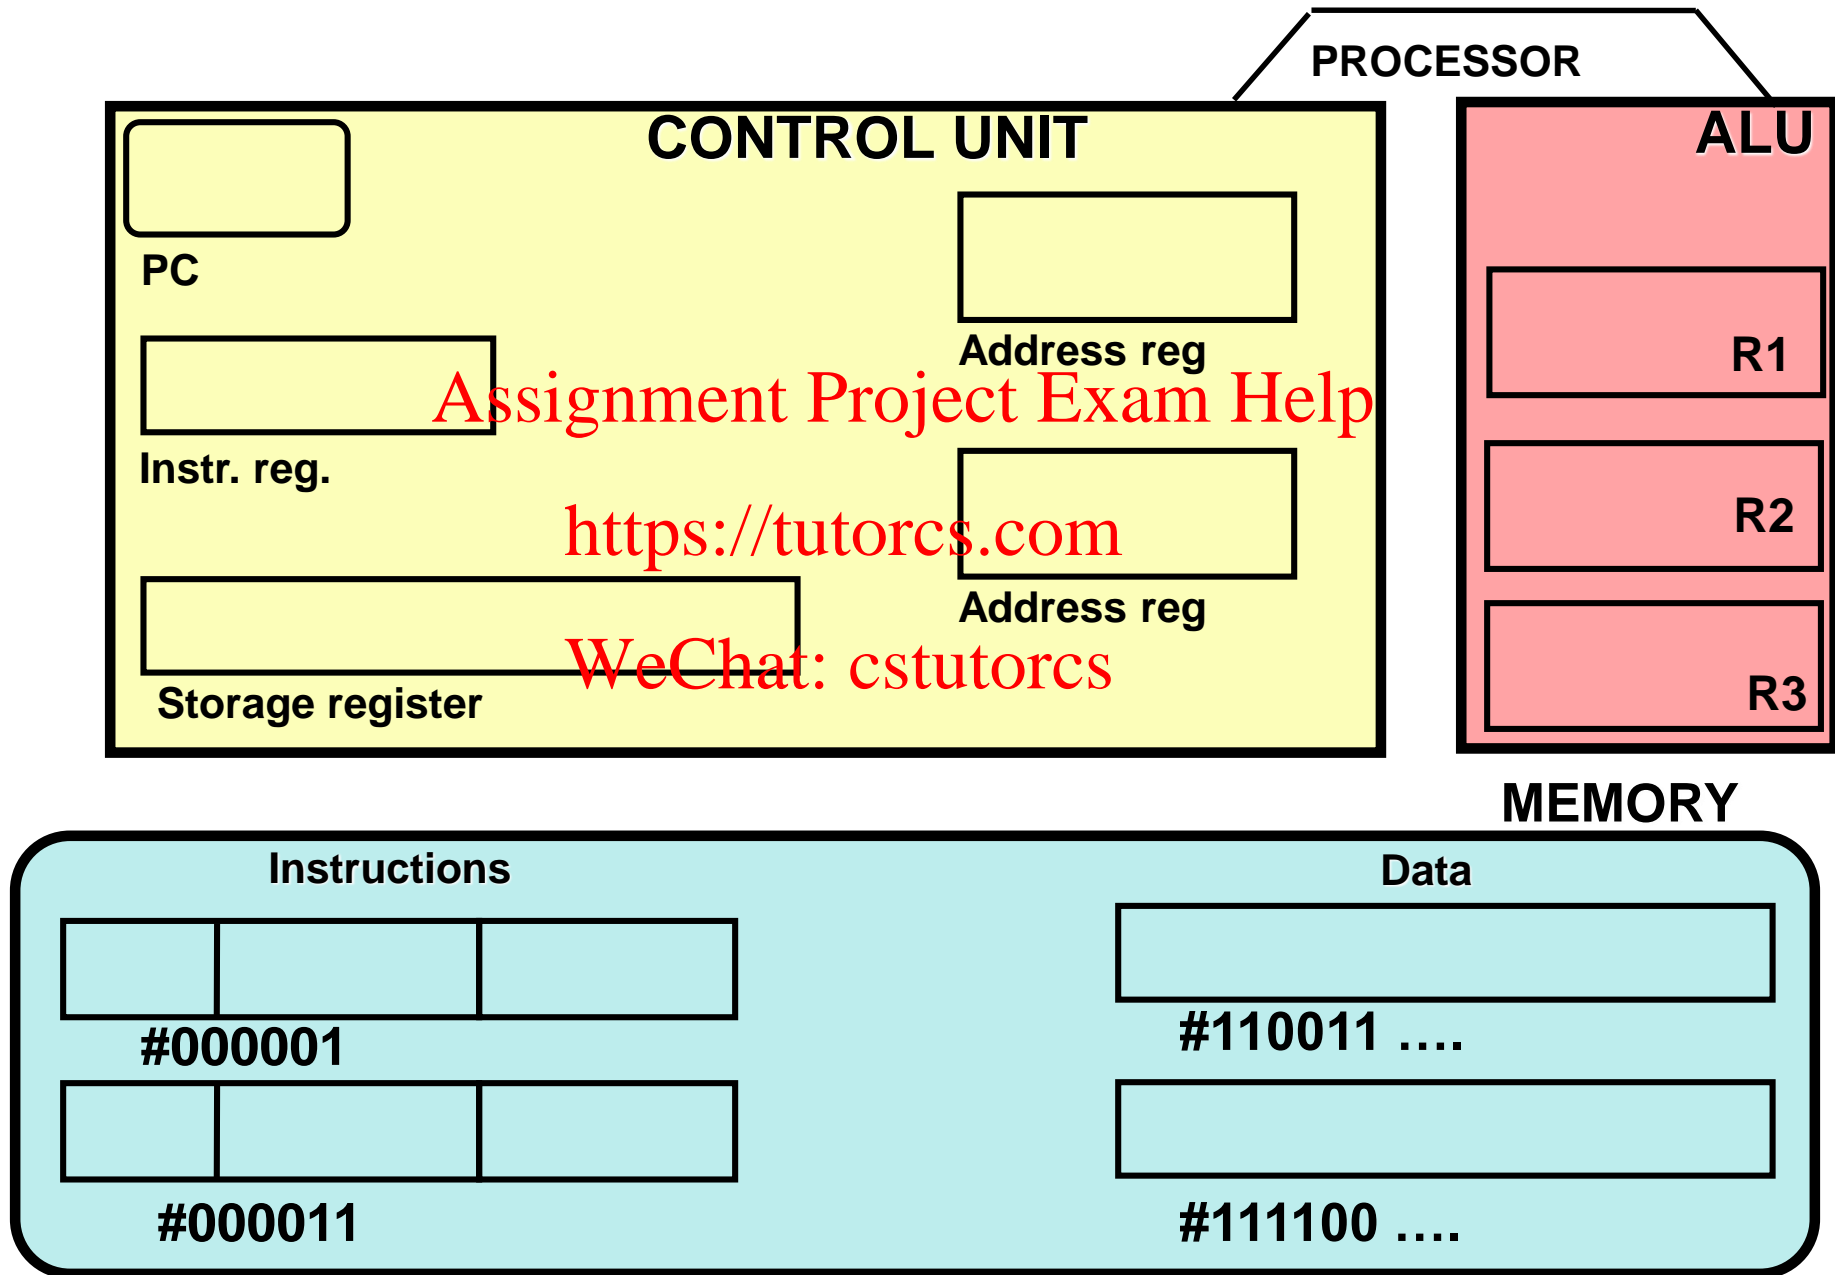 PROCESSOR
CONTROL UNIT
ALU
PC
Address reg
R1
Assignment Project Exam Help
Instr. reg.
R2
https://tutorcs.com
Address reg
WeChat: cstutorcs
R3
Storage register
MEMORY
Instructions
Data
#000001
#110011 ....
#000011
#111100 ....